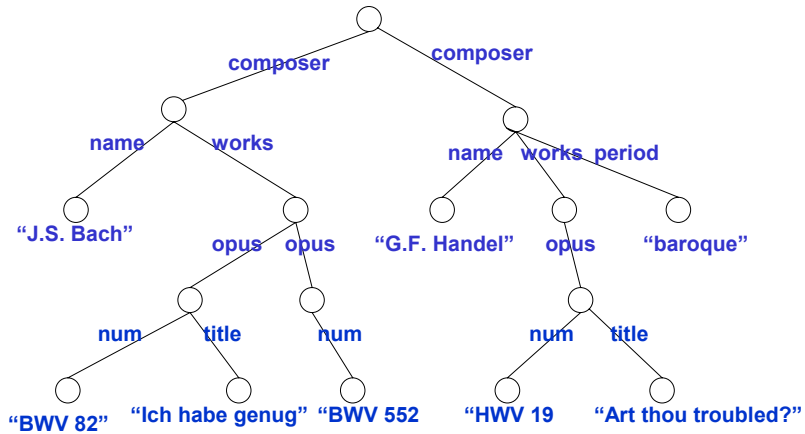 composer
composer
name
works
name
works
period
“J.S. Bach”
“G.F. Handel”
“baroque”
opus
opus
opus
num
title
num
num
title
“BWV 82”
“Ich habe genug”
“BWV 552
“HWV 19
“Art thou troubled?”